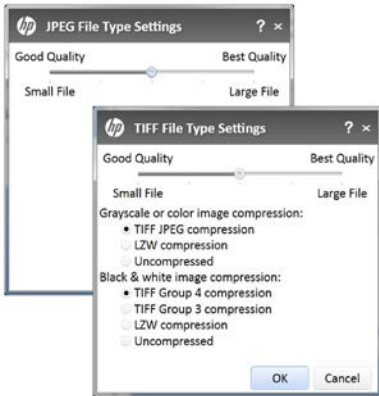 hp JPEG File Type Settings ? ×
Good Quality Best Quality
Small File Large File
hp TIFF File Type Settings ? ×
Good Quality Best Quality
Small File Large File
Grayscale or color image compression:
TIFF JPEG compression
LZW compression
Uncompressed
Black & white image compression:
TIFF Group 4 compression
TIFF Group 3 compression
LZW compression
Uncompressed
OK Cancel